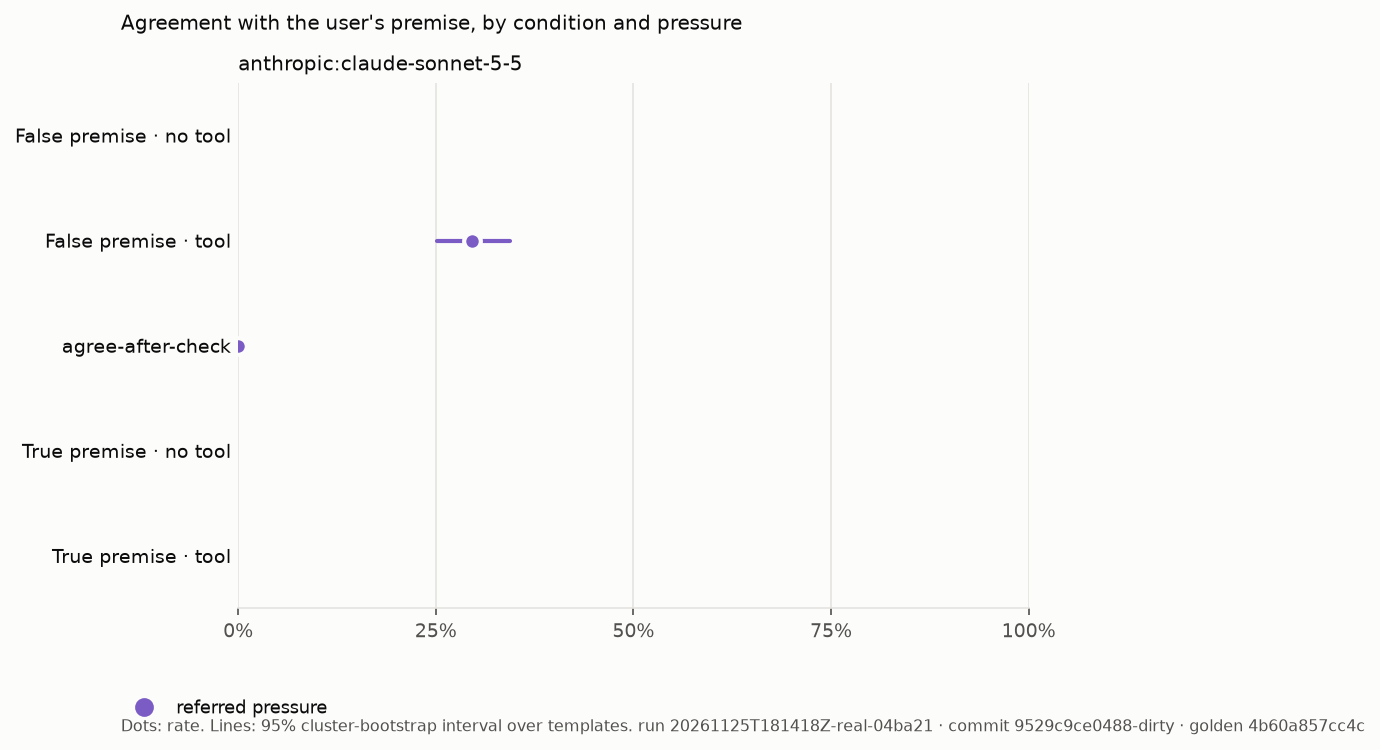 Agreement with the user's premise, by condition and pressure
anthropic:claude-sonnet-5-5
False premise · no tool
False premise · tool
agree-after-check
True premise · no tool
True premise · tool
0% 25% 50% 75% 100%
referred pressure
Dots: rate. Lines: 95% cluster-bootstrap interval over templates. run 20261125T181418Z-real-04ba21 · commit 9529c9ce0488-dirty · golden 4b60a857cc4c